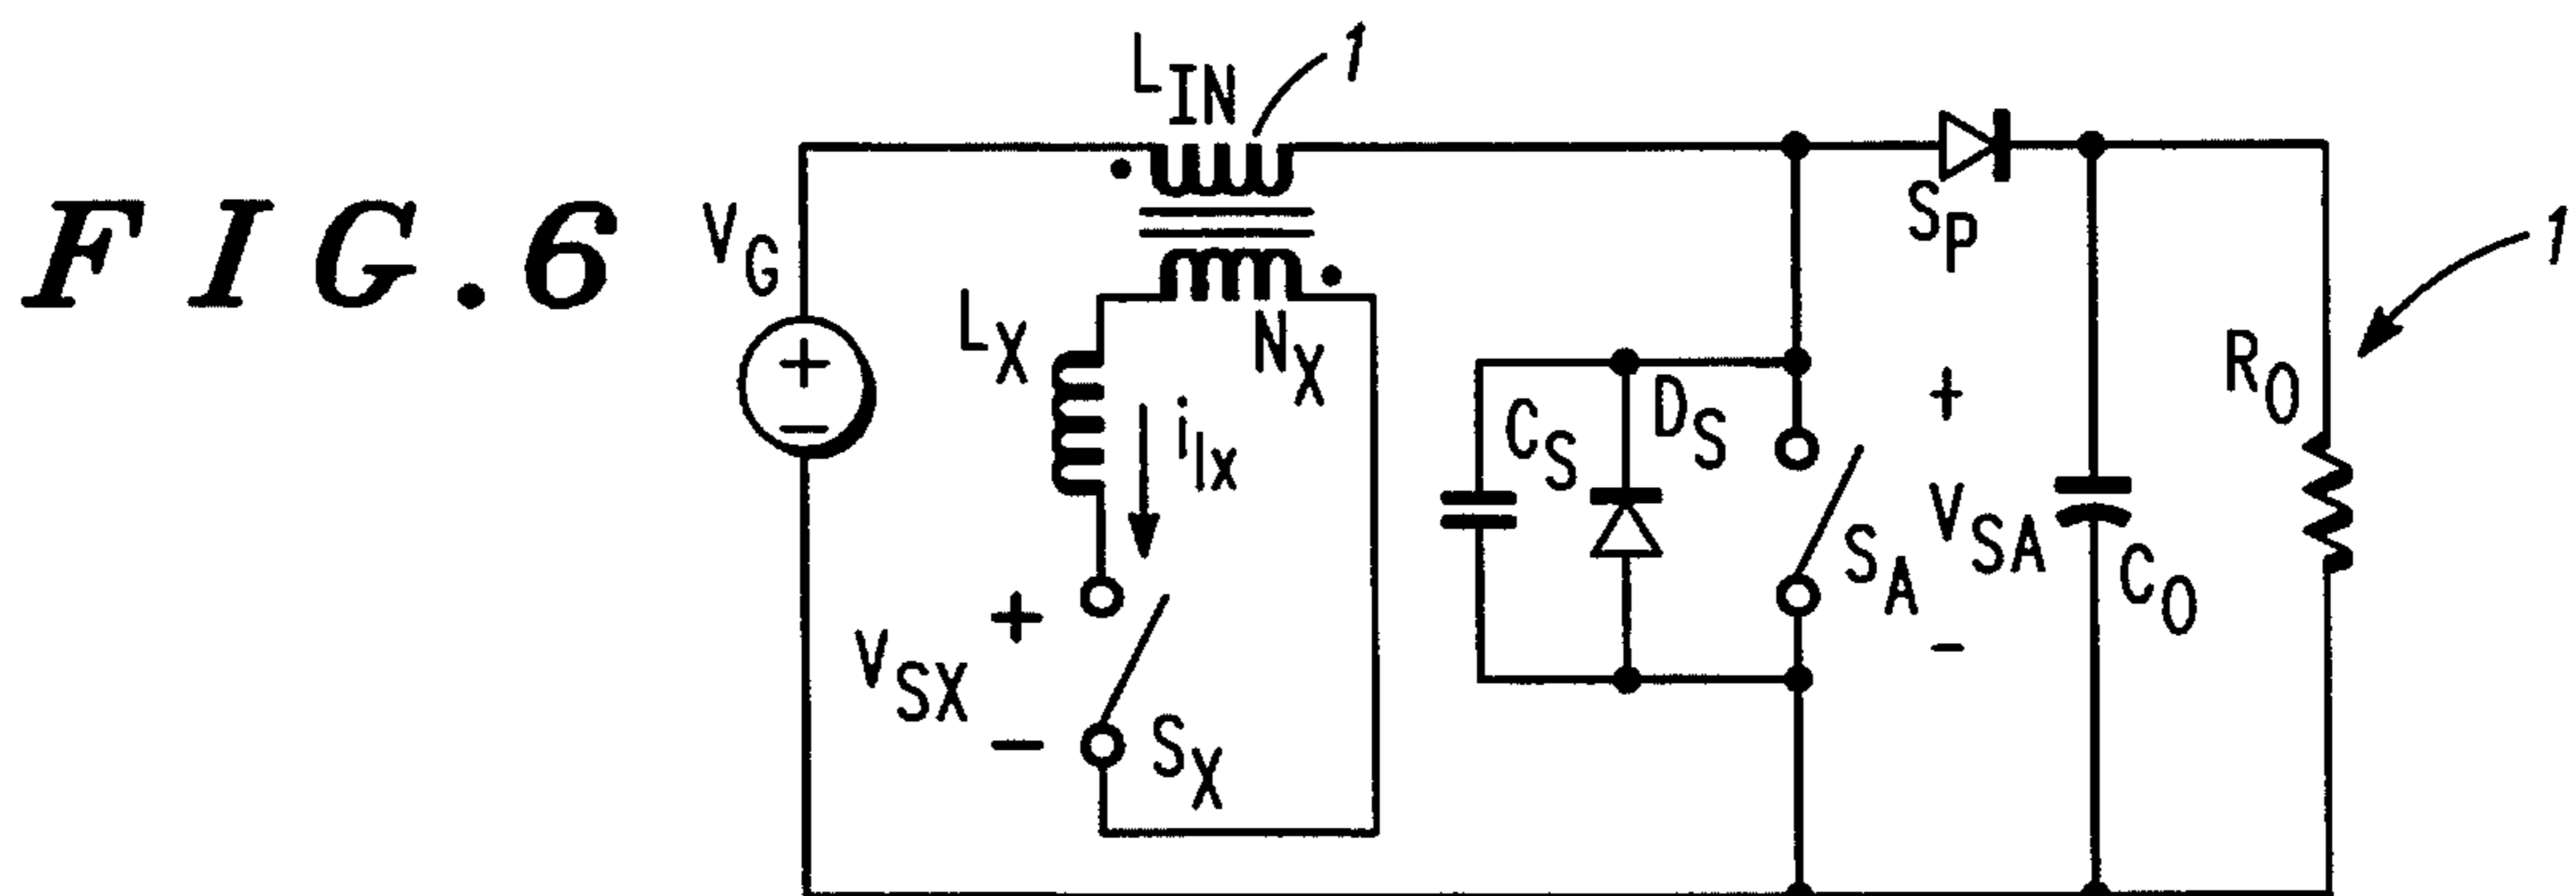 FIG.6
L_IN
1
V_G
+
−
S_P
1
L_X
N_X
i_lx
C_S
D_S
+
V_SA
−
S_A
C_O
R_O
+
V_SX
−
S_X